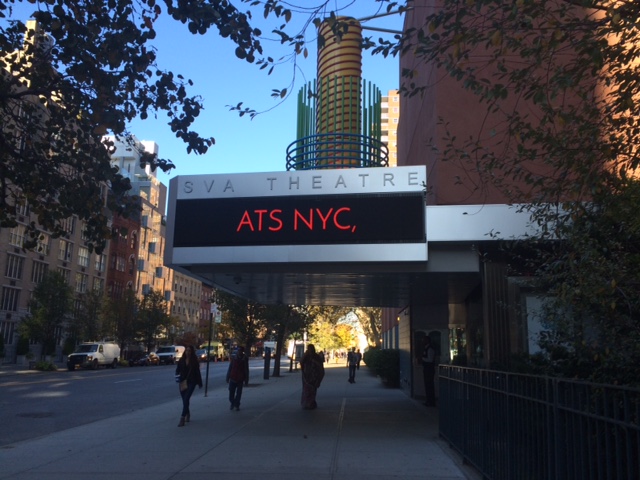 SVA THEATRE
ATS NYC,